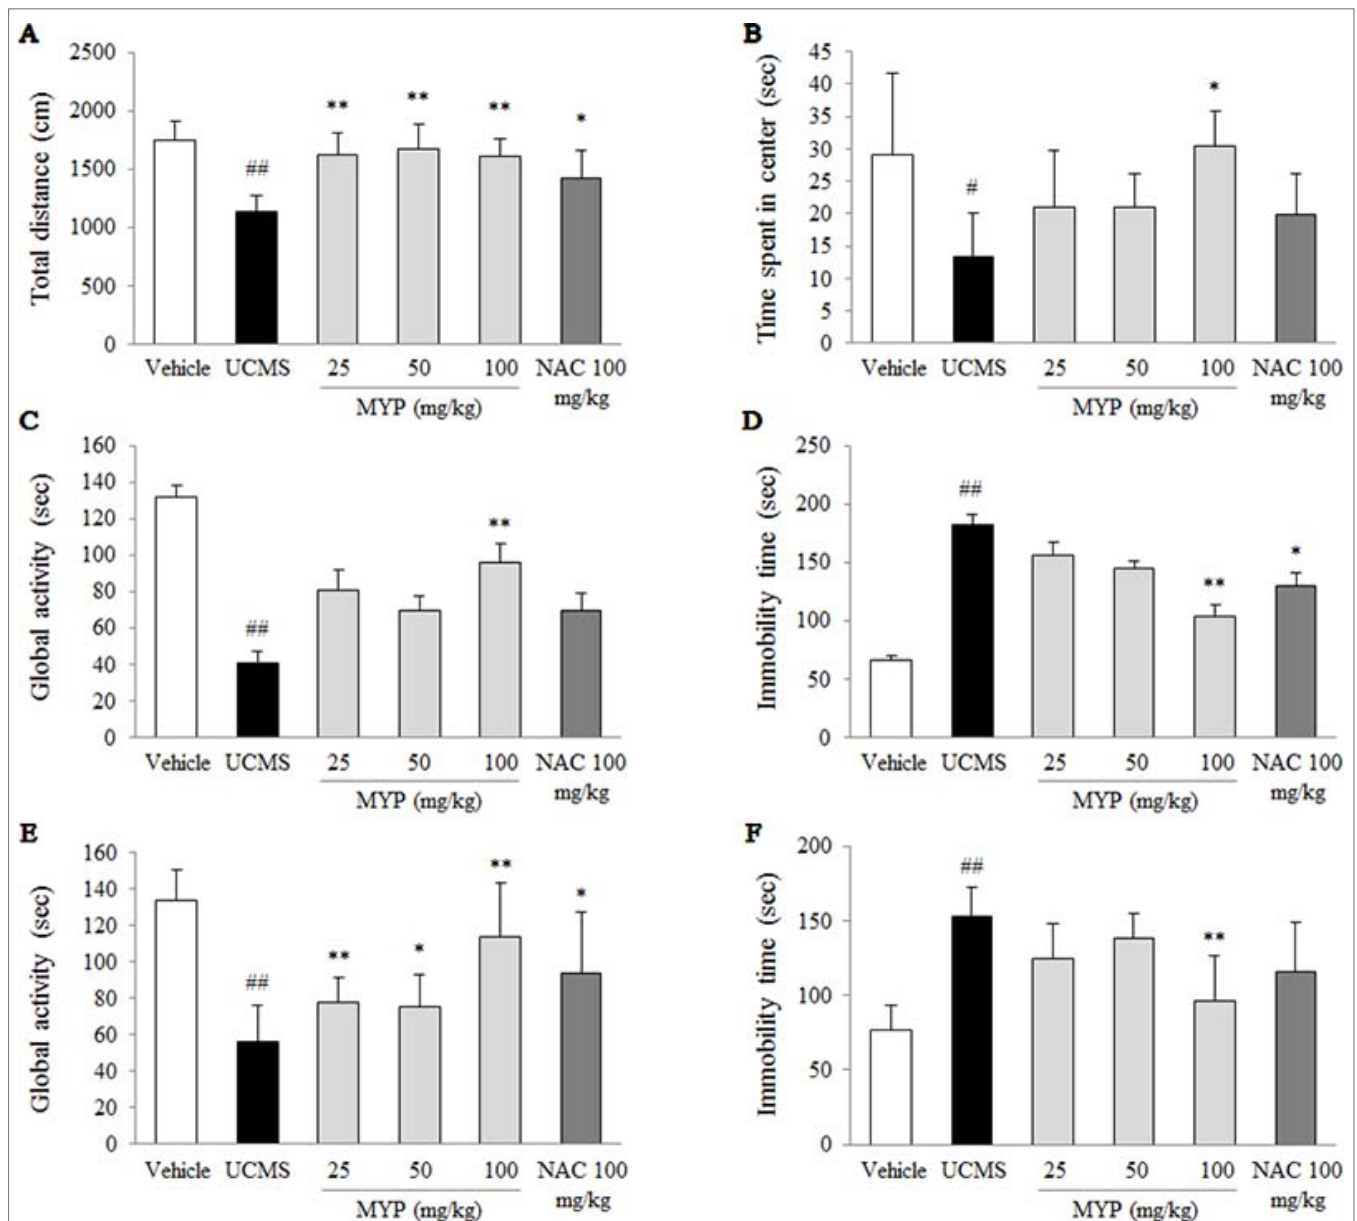 A
Total distance (cm)
2500
2000
1500
1000
500
0
##
**
**
**
*
Vehicle UCMS 25 50 100 NAC 100
MYP (mg/kg) mg/kg
B
Time spent in center (sec)
45
40
35
30
25
20
15
10
5
0
#
*
Vehicle UCMS 25 50 100 NAC 100
MYP (mg/kg) mg/kg
C
Global activity (sec)
160
140
120
100
80
60
40
20
0
##
**
Vehicle UCMS 25 50 100 NAC 100
MYP (mg/kg) mg/kg
D
Immobility time (sec)
250
200
150
100
50
0
##
**
*
Vehicle UCMS 25 50 100 NAC 100
MYP (mg/kg) mg/kg
E
Global activity (sec)
160
140
120
100
80
60
40
20
0
##
**
*
**
*
Vehicle UCMS 25 50 100 NAC 100
MYP (mg/kg) mg/kg
F
Immobility time (sec)
200
150
100
50
0
##
**
Vehicle UCMS 25 50 100 NAC 100
MYP (mg/kg) mg/kg